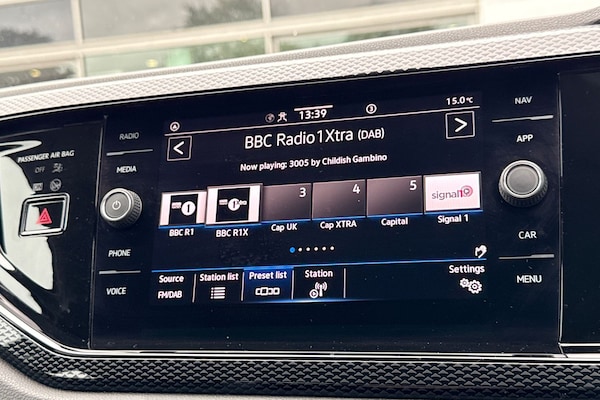 PASSENGER AIR BAG
OFF
RADIO
MEDIA
PHONE
VOICE
13:39
3
15.0°C
BBC Radio 1Xtra (DAB)
Now playing: 3005 by Childish Gambino
3
4
5
signal1
BBC R1
BBC R1X
Cap UK
Cap XTRA
Capital
Signal 1
Source
FM/DAB
Station list
Preset list
Station
Settings
NAV
APP
CAR
MENU